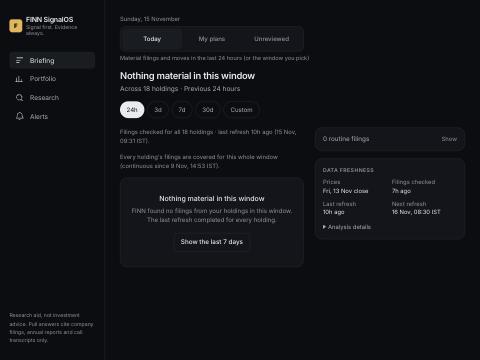 FINN SignalOS
Signal first. Evidence
always.
Briefing
Portfolio
Research
Alerts
Research aid, not investment
advice. Full answers cite company
filings, annual reports and call
transcripts only.
Sunday, 15 November
Today
My plans
Unreviewed
Material filings and moves in the last 24 hours (or the window you pick)
Nothing material in this window
Across 18 holdings · Previous 24 hours
24h
3d
7d
30d
Custom
Filings checked for all 18 holdings · last refresh 10h ago (15 Nov,
09:31 IST).
Every holding's filings are covered for this whole window
(continuous since 9 Nov, 14:53 IST).
Nothing material in this window
FINN found no filings from your holdings in this window.
The last refresh completed for every holding.
Show the last 7 days
0 routine filings
Show
DATA FRESHNESS
Prices
Filings checked
Fri, 13 Nov close
7h ago
Last refresh
Next refresh
10h ago
16 Nov, 08:30 IST
Analysis details